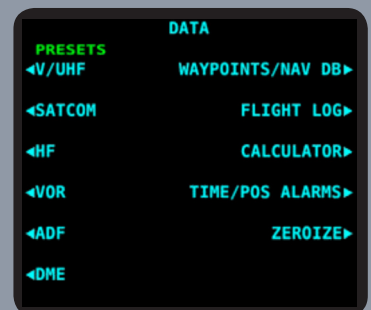 DATA
PRESETS
◄V/UHF WAYPOINTS/NAV DB►
◄SATCOM FLIGHT LOG►
◄HF CALCULATOR►
◄VOR TIME/POS ALARMS►
◄ADF ZEROIZE►
◄DME